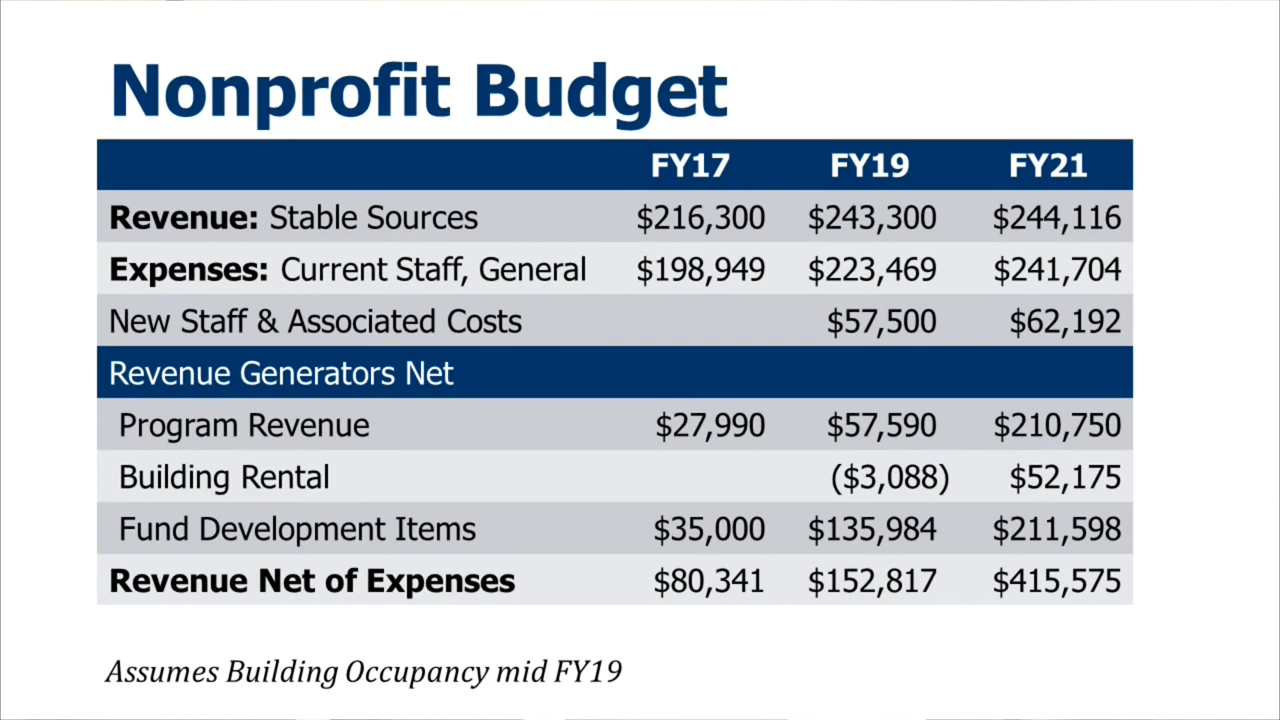 Nonprofit Budget
FY17 FY19 FY21
Revenue: Stable Sources $216,300 $243,300 $244,116
Expenses: Current Staff, General $198,949 $223,469 $241,704
New Staff & Associated Costs $57,500 $62,192
Revenue Generators Net
Program Revenue $27,990 $57,590 $210,750
Building Rental ($3,088) $52,175
Fund Development Items $35,000 $135,984 $211,598
Revenue Net of Expenses $80,341 $152,817 $415,575
Assumes Building Occupancy mid FY19